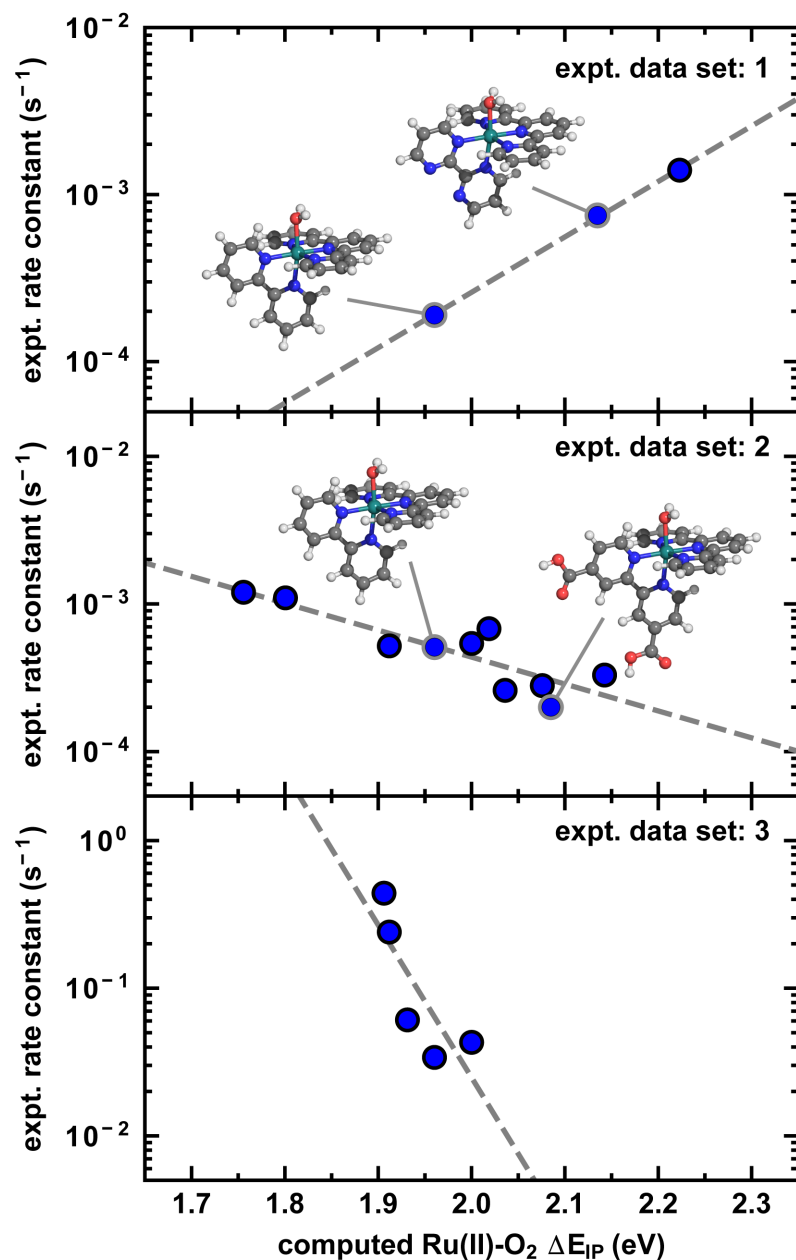 expt. data set: 1
expt. rate constant (s⁻¹)
10⁻²
10⁻³
10⁻⁴
expt. data set: 2
expt. rate constant (s⁻¹)
10⁻²
10⁻³
10⁻⁴
expt. data set: 3
expt. rate constant (s⁻¹)
10⁰
10⁻¹
10⁻²
1.7 1.8 1.9 2.0 2.1 2.2 2.3
computed Ru(II)-O₂ ΔE_IP (eV)